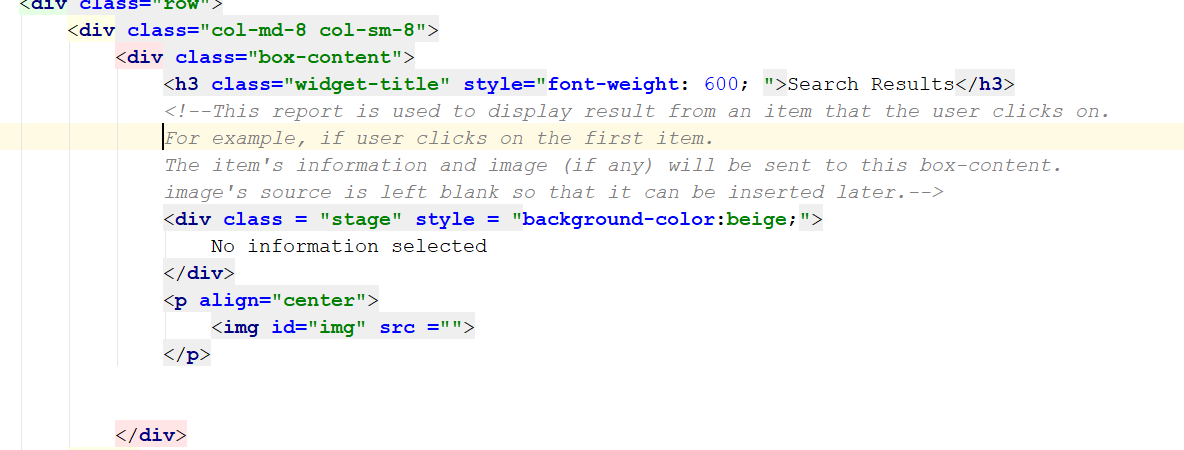 <div class="row">
<div class="col-md-8 col-sm-8">
<div class="box-content">
<h3 class="widget-title" style="font-weight: 600; ">Search Results</h3>
<!--This report is used to display result from an item that the user clicks on.
For example, if user clicks on the first item.
The item's information and image (if any) will be sent to this box-content.
image's source is left blank so that it can be inserted later.-->
<div class = "stage" style = "background-color:beige;">
No information selected
</div>
<p align="center">
<img id="img" src ="">
</p>
</div>